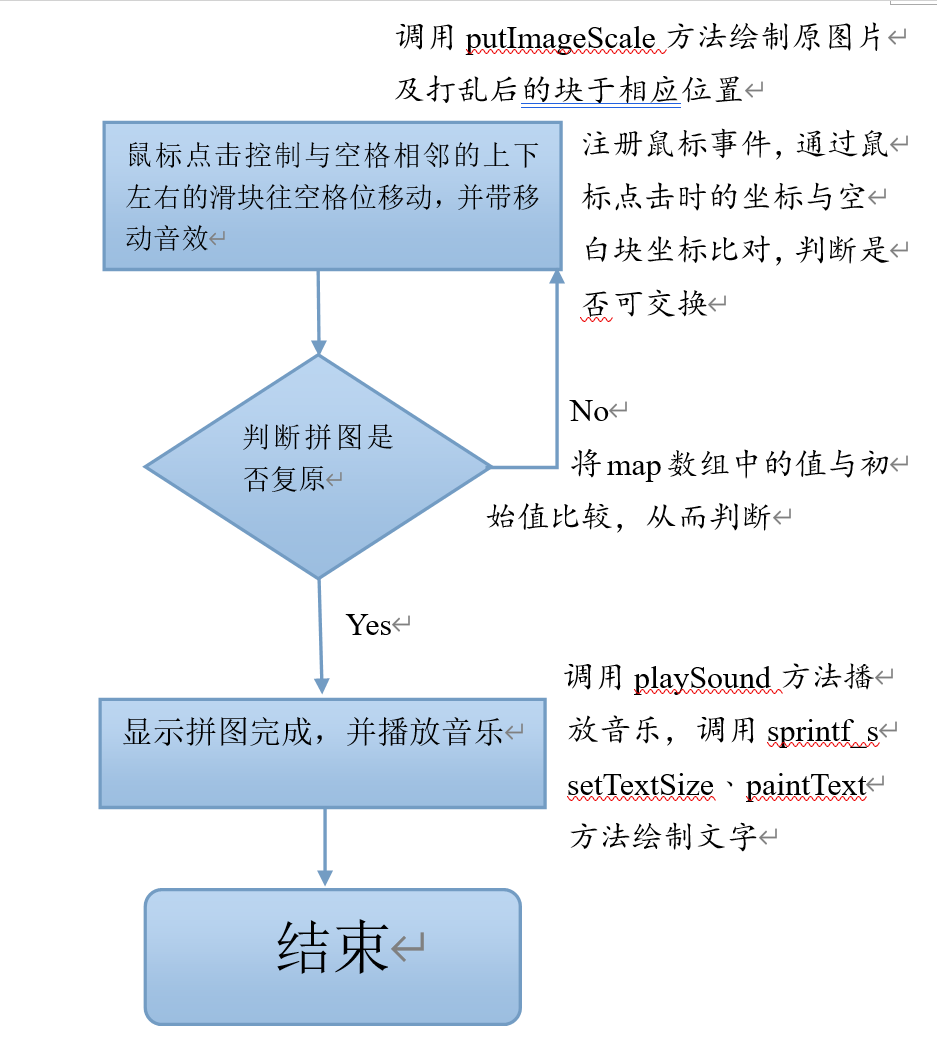 调用 putImageScale 方法绘制原图片
及打乱后的块于相应位置
鼠标点击控制与空格相邻的上下
左右的滑块往空格位移动，并带移
动音效
注册鼠标事件，通过鼠
标点击时的坐标与空
白块坐标比对，判断是
否可交换
判断拼图是
否复原
No
将 map 数组中的值与初
始值比较，从而判断
Yes
显示拼图完成，并播放音乐
调用 playSound 方法播
放音乐，调用 sprintf_s
setTextSize、paintText
方法绘制文字
结束